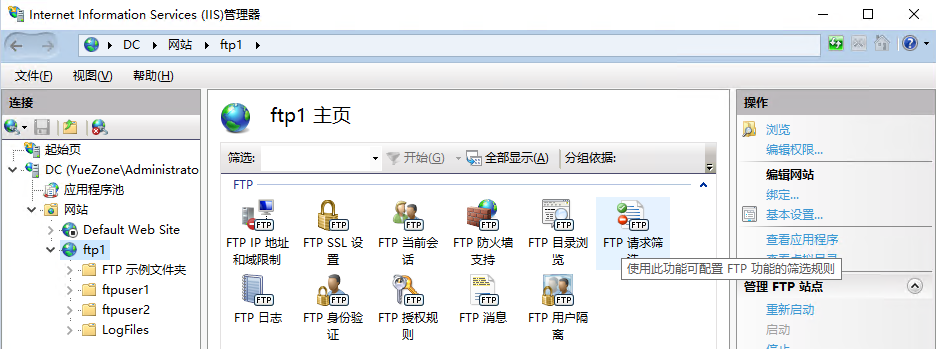 Internet Information Services (IIS)管理器
DC
网站
ftp1
文件(F)
视图(V)
帮助(H)
连接
起始页
DC (YueZone\Administrato
应用程序池
网站
Default Web Site
ftp1
FTP 示例文件夹
ftpuser1
ftpuser2
LogFiles
ftp1 主页
筛选:
开始(G)
全部显示(A)
分组依据:
FTP
FTP IP 地址
和域限制
FTP SSL 设
置
FTP 当前会
话
FTP 防火墙
支持
FTP 目录浏
览
FTP 请求筛
使用此功能可配置 FTP 功能的筛选规则
FTP 日志
FTP 身份验
证
FTP 授权规
则
FTP 消息
FTP 用户隔
离
操作
浏览
编辑权限...
编辑网站
绑定...
基本设置...
查看应用程序
管理 FTP 站点
重新启动
启动